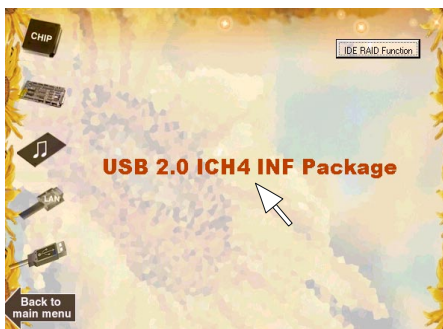 CHIP
IDE RAID Function
USB 2.0 ICH4 INF Package
LAN
Back to
main menu